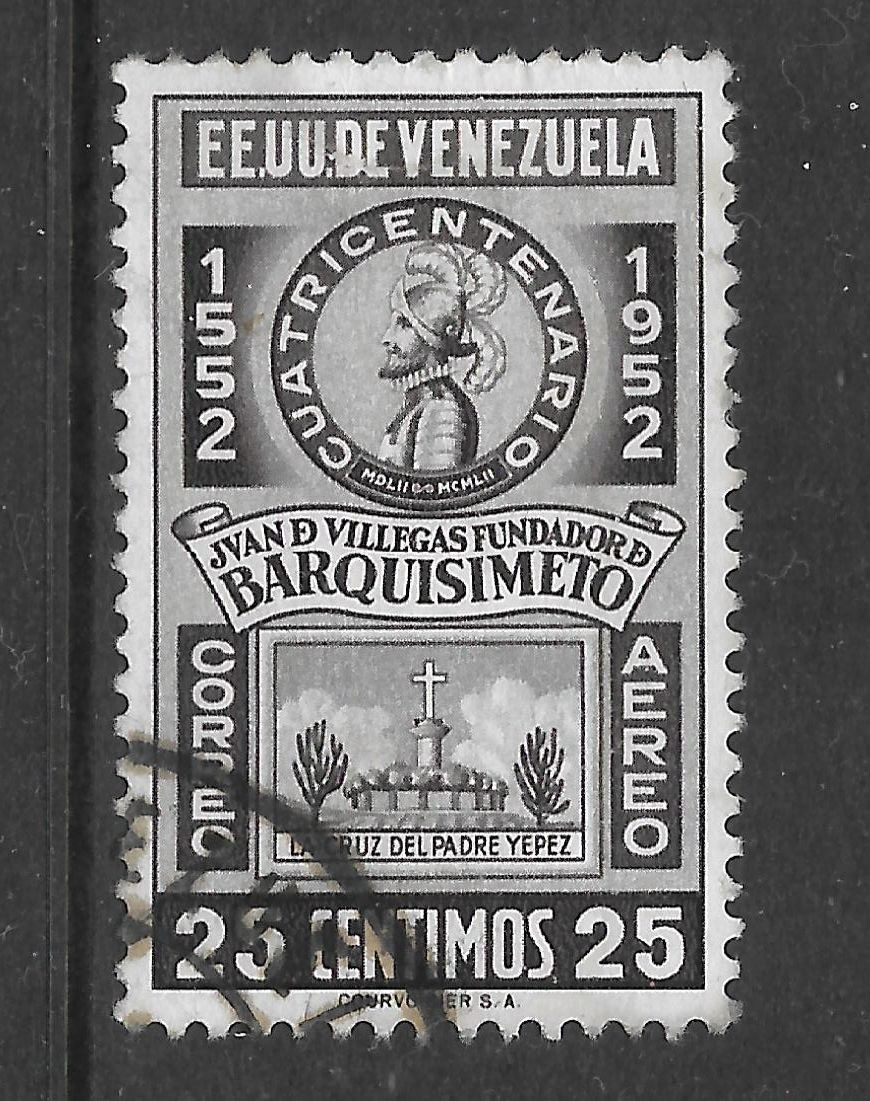 EE.UU.DE VENEZUELA
1552
CUATRICENTENARIO
1952
MDLII MCMLII
JVAN Đ VILLEGAS FUNDADOR Đ
BARQUISIMETO
CORREO
AEREO
LA CRUZ DEL PADRE YEPEZ
25 CENTIMOS 25
COURVOISIER S.A.